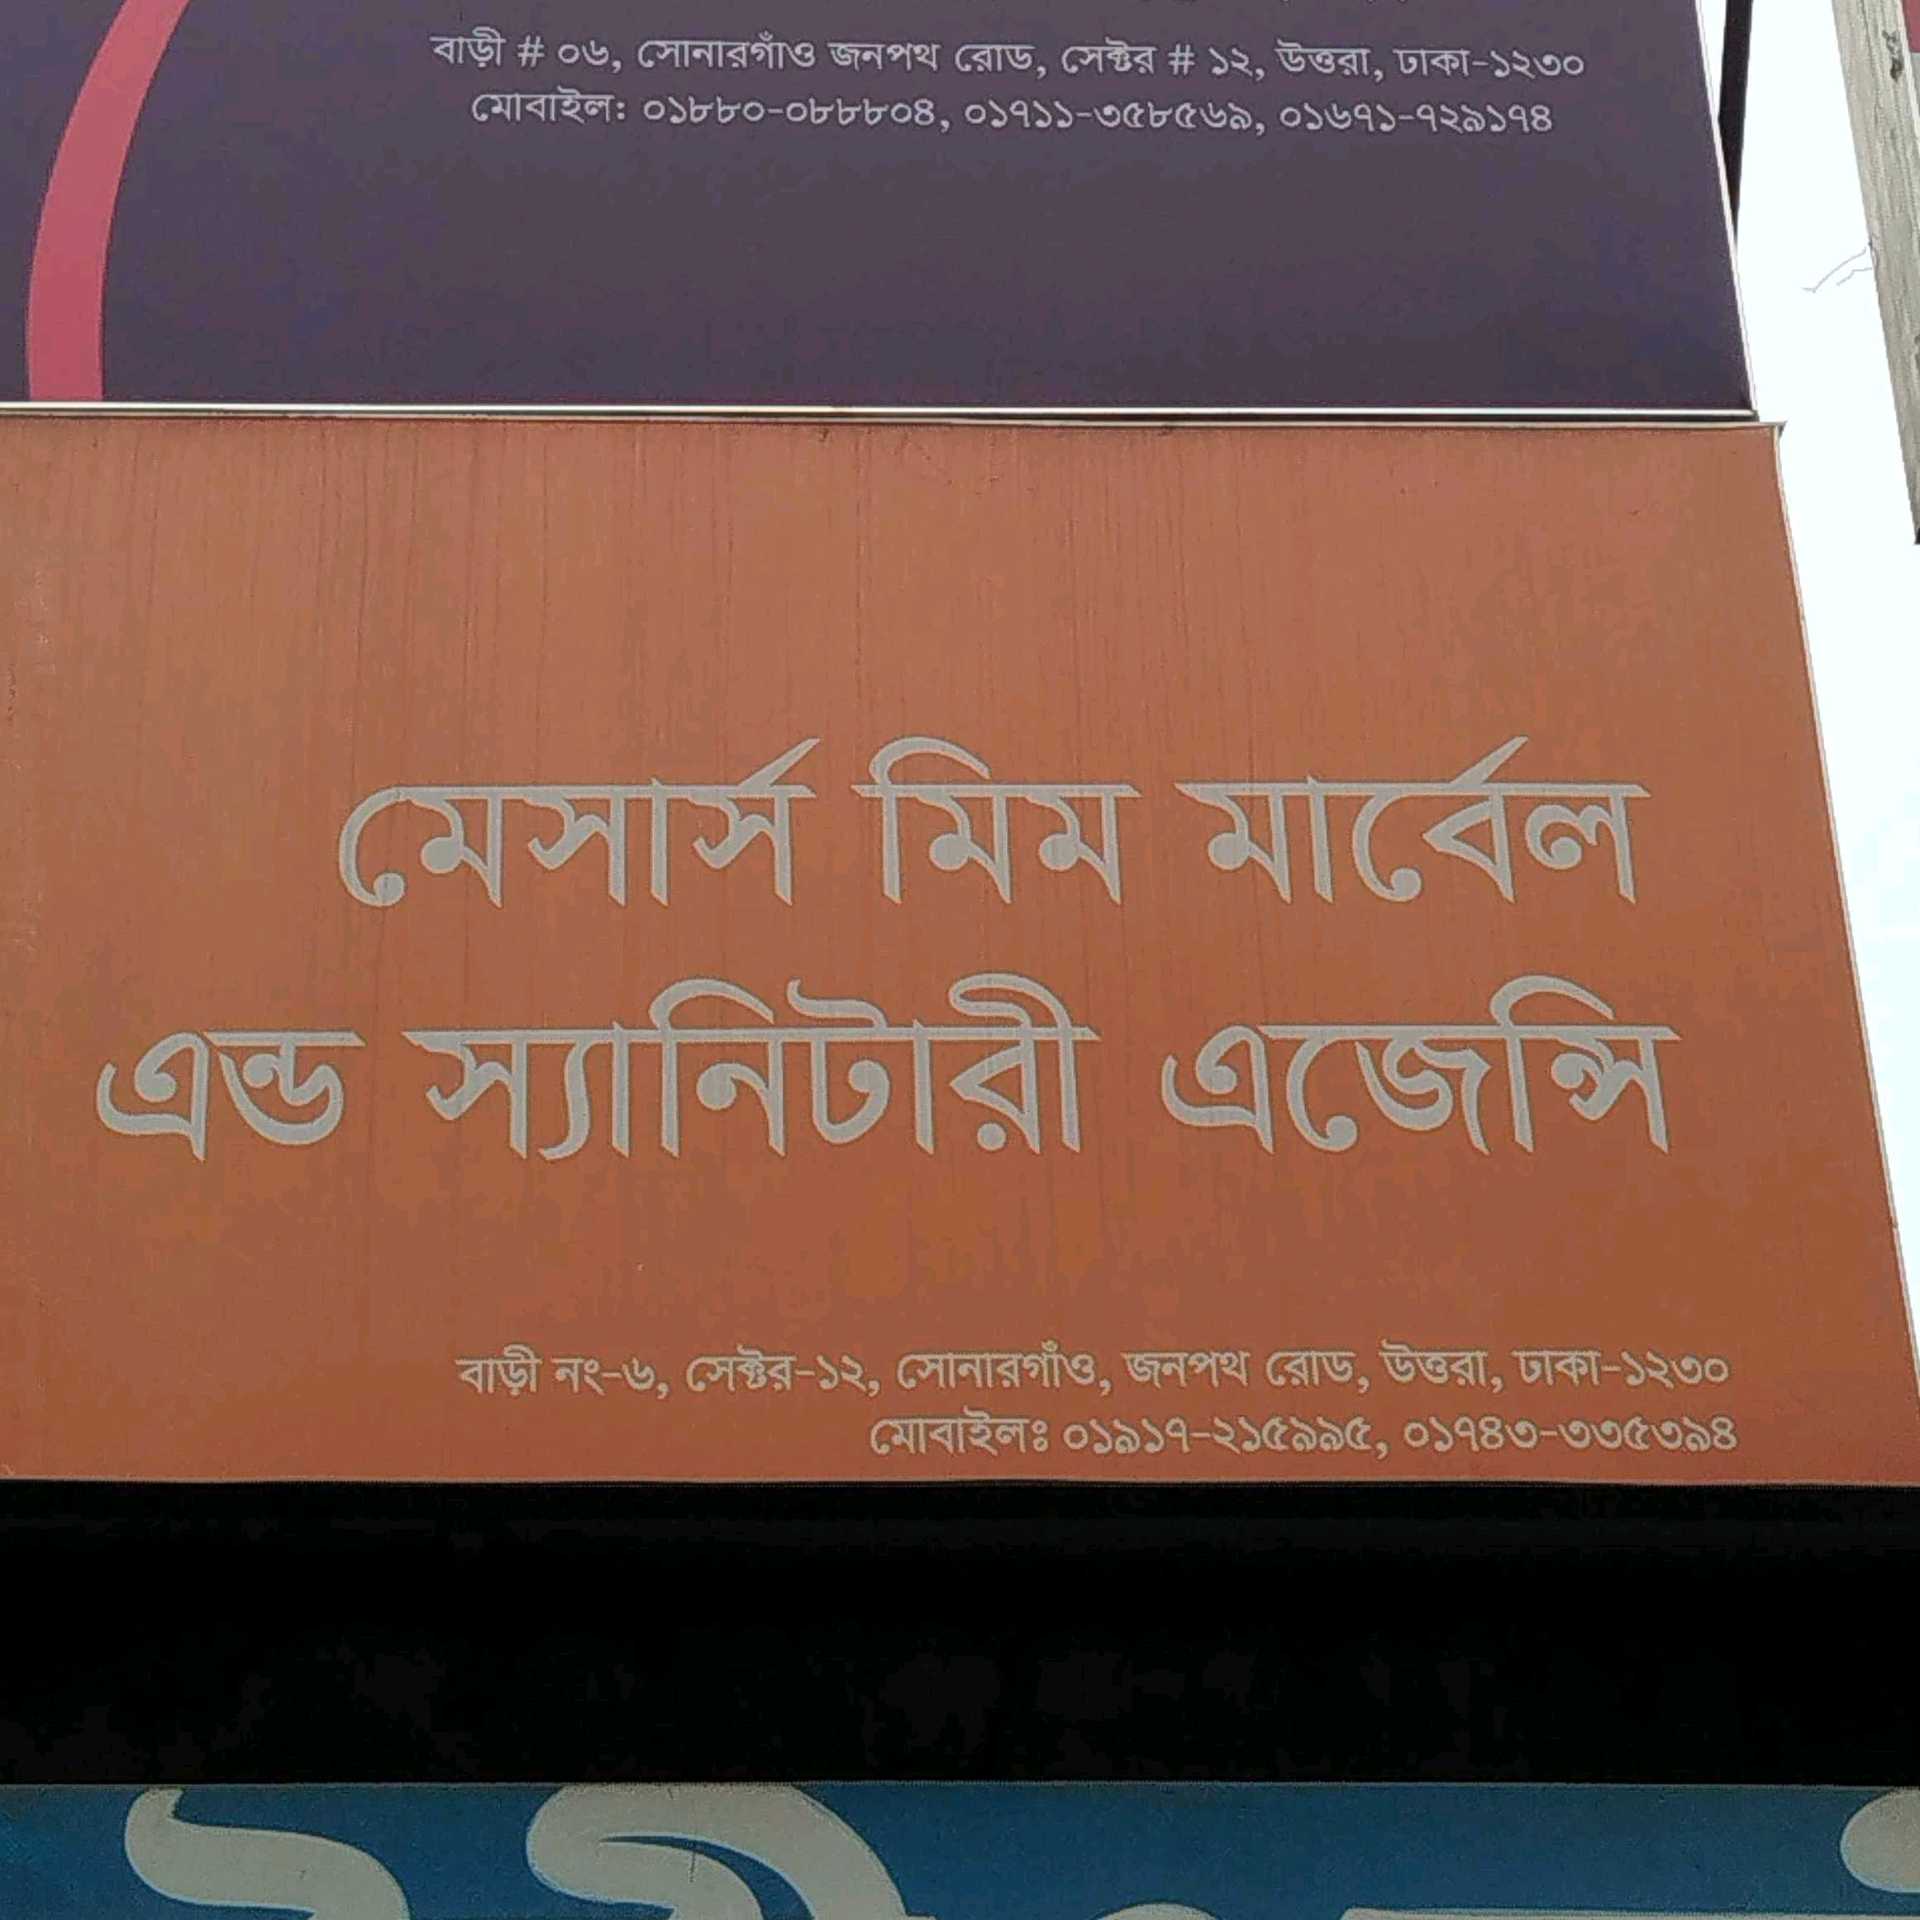 বাড়ী # ০৬, সোনারগাঁও জনপথ রোড, সেক্টর # ১২, উত্তরা, ঢাকা-১২৩০
মোবাইল: ০১৮৮০-০৮৮৮০৪, ০১৭১১-৩৫৮৫৬৯, ০১৬৭১-৭২৯১৭৪
মেসার্স মিম মার্বেল
এন্ড স্যানিটারী এজেন্সি
বাড়ী নং-৬, সেক্টর-১২, সোনারগাঁও, জনপথ রোড, উত্তরা, ঢাকা-১২৩০
মোবাইলঃ ০১৯১৭-২১৫৯৯৫, ০১৭৪৩-৩৩৫৩৯৪